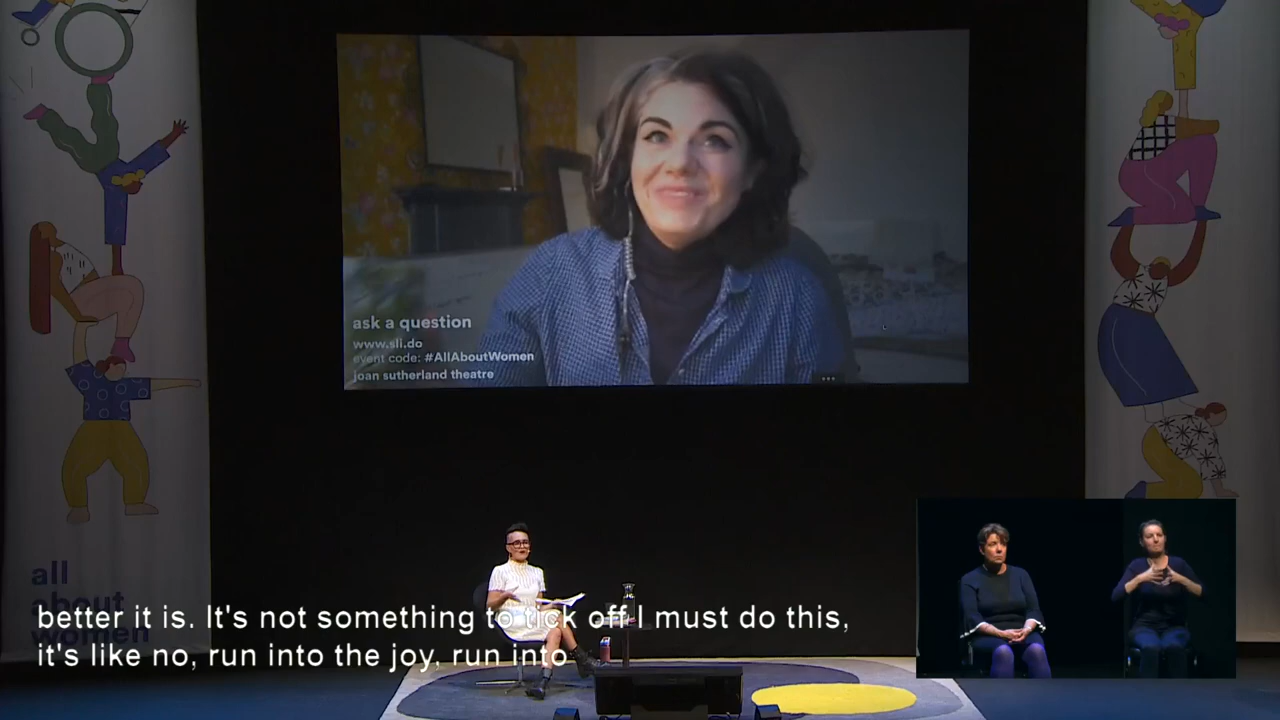 ask a question
www.sli.do
event code: #AllAboutWomen
joan sutherland theatre
all
about
women
better it is. It's not something to tick off I must do this,
it's like no, run into the joy, run into